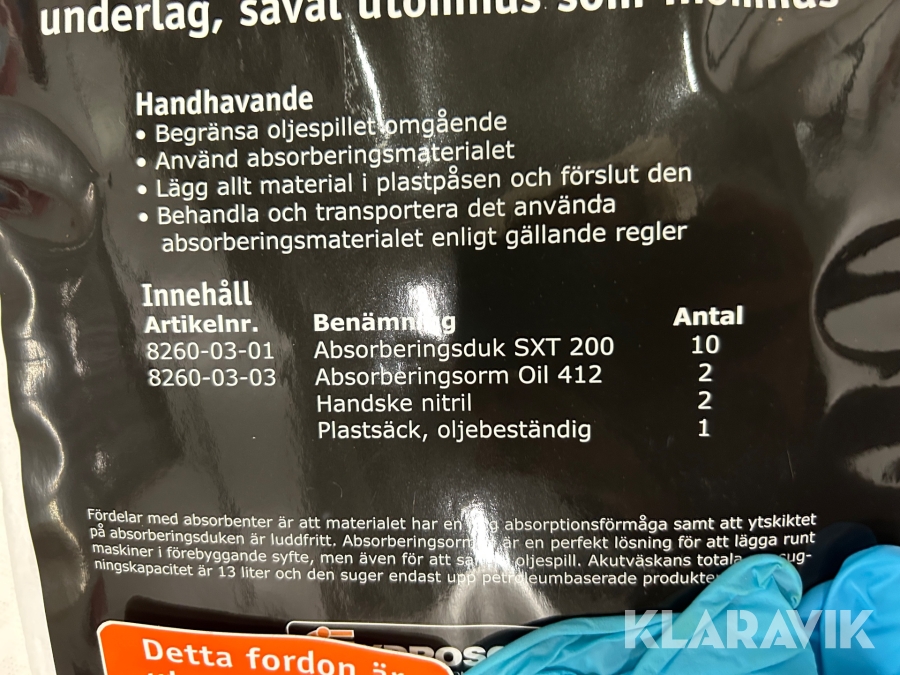 underlag, såväl utomhus som inomhus
Handhavande
• Begränsa oljespillet omgående
• Använd absorberingsmaterialet
• Lägg allt material i plastpåsen och förslut den
• Behandla och transportera det använda
absorberingsmaterialet enligt gällande regler
Innehåll
Artikelnr. Benämning Antal
8260-03-01 Absorberingsduk SXT 200 10
8260-03-03 Absorberingsorm Oil 412 2
Handske nitril 2
Plastsäck, oljebeständig 1
Fördelar med absorbenter är att materialet har en absorptionsförmåga samt att ytskiktet
på absorberingsduken är luddfritt. Absorberingsormen är en perfekt lösning för att lägga runt
maskiner i förebyggande syfte, men även för att oljespill. Akutväskans totala
ningskapacitet är 13 liter och den suger endast upp petroleumbaserade produkter
Detta fordon är
KLARAVIK